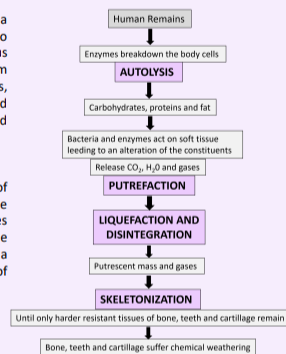 Human Remains
Enzymes breakdown the body cells
AUTOLYSIS
Carbohydrates, proteins and fat
Bacteria and enzymes act on soft tissue
leeding to an alteration of the constituents
Release CO₂, H₂0 and gases
PUTREFACTION
LIQUEFACTION AND
DISINTEGRATION
Putrescent mass and gases
SKELETONIZATION
Until only harder resistant tissues of bone, teeth and cartilage remain
Bone, teeth and cartilage suffer chemical weathering